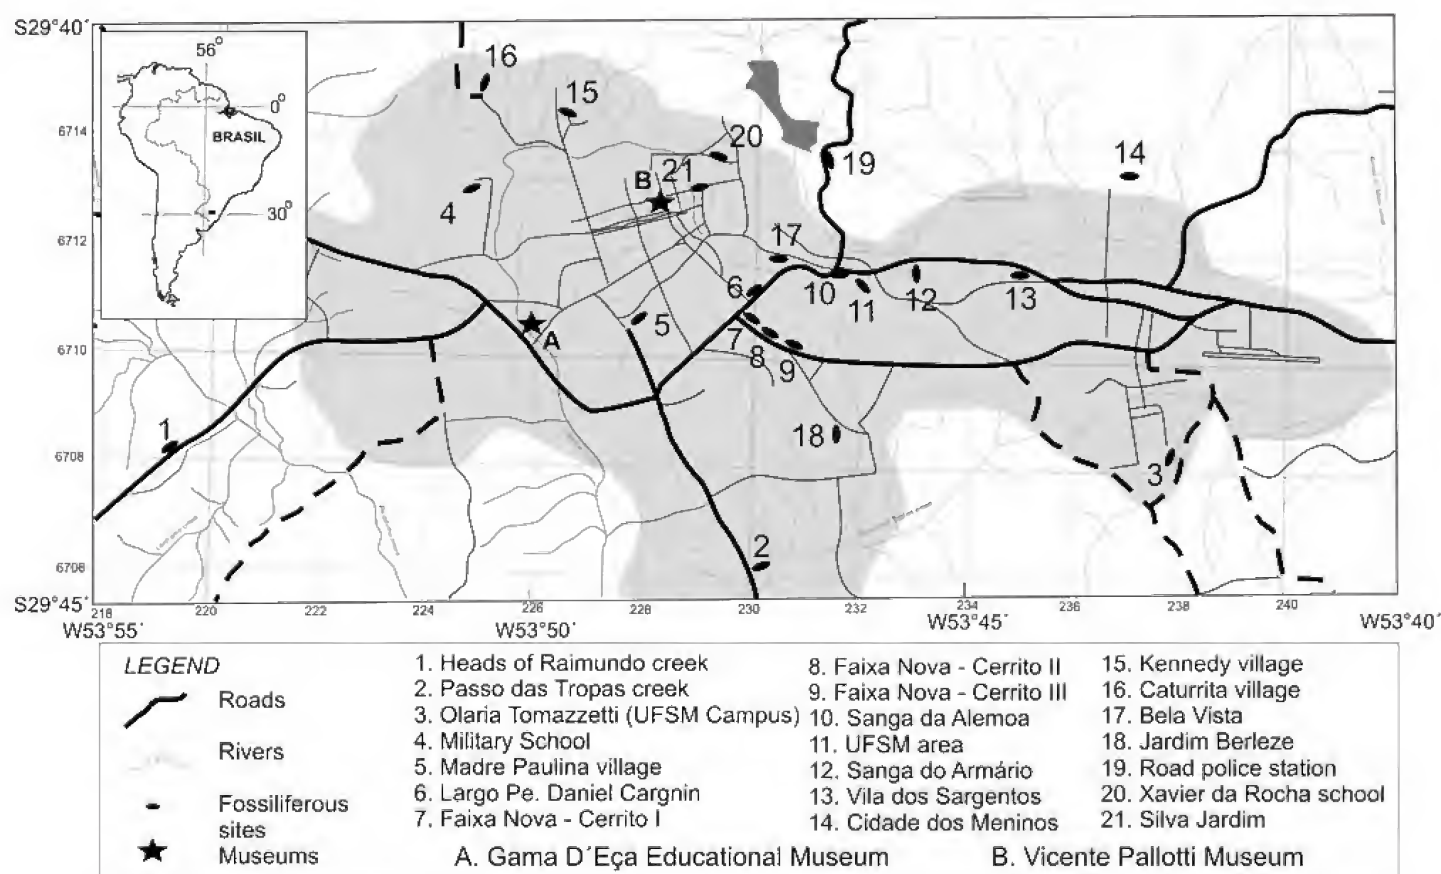 S29°40´
56°
0°
BRASIL
30°
6714
6712
6710
6708
6706
S29°45´
16
15
20
21
B
4
19
14
17
6
10
11
12
13
A
5
7
8
9
1
18
3
2
218
220
222
224
226
228
230
232
234
236
238
240
W53°55´
W53°50´
W53°45´
W53°40´
LEGEND
Roads
Rivers
Fossiliferous
sites
Museums
1. Heads of Raimundo creek
2. Passo das Tropas creek
3. Olaria Tomazzetti (UFSM Campus)
4. Military School
5. Madre Paulina village
6. Largo Pe. Daniel Cargnin
7. Faixa Nova - Cerrito I
8. Faixa Nova - Cerrito II
9. Faixa Nova - Cerrito III
10. Sanga da Alemoa
11. UFSM area
12. Sanga do Armário
13. Vila dos Sargentos
14. Cidade dos Meninos
15. Kennedy village
16. Caturrita village
17. Bela Vista
18. Jardim Berleze
19. Road police station
20. Xavier da Rocha school
21. Silva Jardim
A. Gama D´Eça Educational Museum
B. Vicente Pallotti Museum